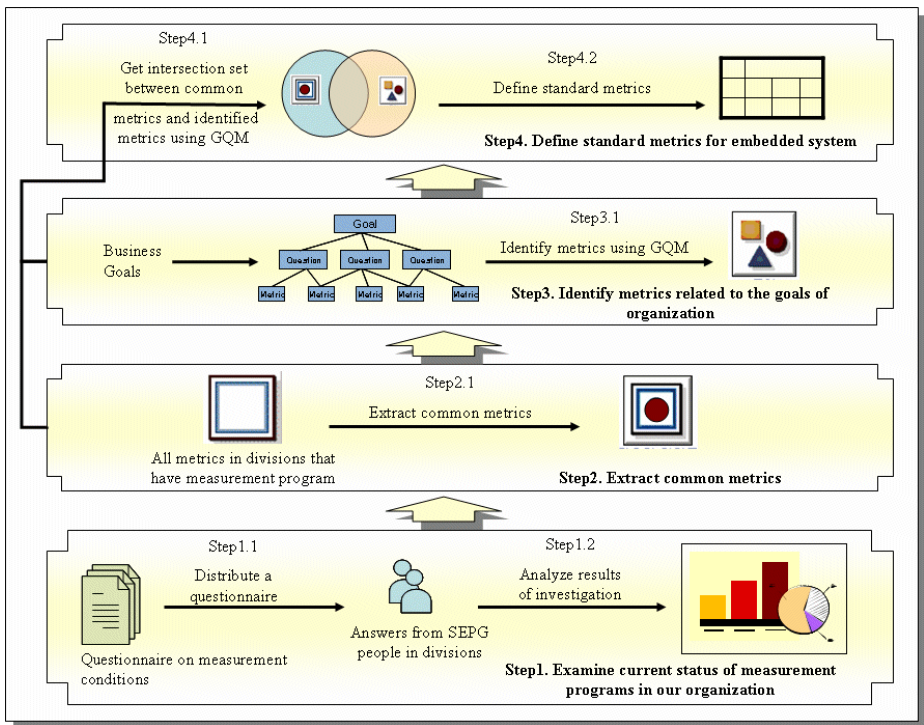 Step4.1
Get intersection set
between common
metrics and identified
metrics using GQM
Step4.2
Define standard metrics
Step4. Define standard metrics for embedded system
Business
Goals
Goal
Question
Question
Question
Metric
Metric
Metric
Metric
Metric
Step3.1
Identify metrics using GQM
Step3. Identify metrics related to the goals of
organization
All metrics in divisions that
have measurement program
Step2.1
Extract common metrics
Step2. Extract common metrics
Questionnaire on measurement
conditions
Step1.1
Distribute a
questionnaire
Answers from SEPG
people in divisions
Step1.2
Analyze results
of investigation
Step1. Examine current status of measurement
programs in our organization